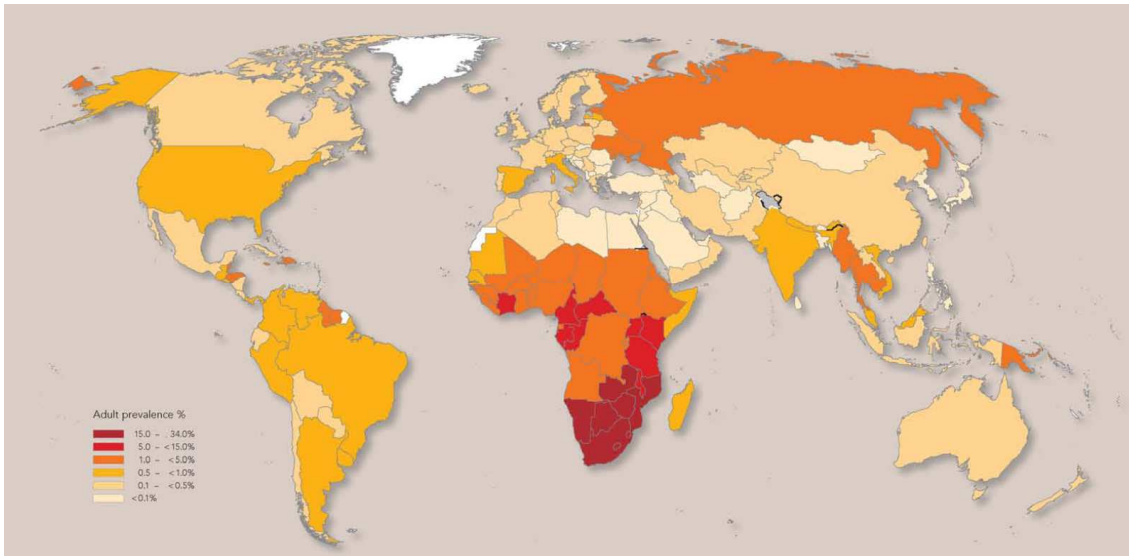 Adult prevalence %
15.0 – 34.0%
5.0 – <15.0%
1.0 – <5.0%
0.5 – <1.0%
0.1 – <0.5%
<0.1%